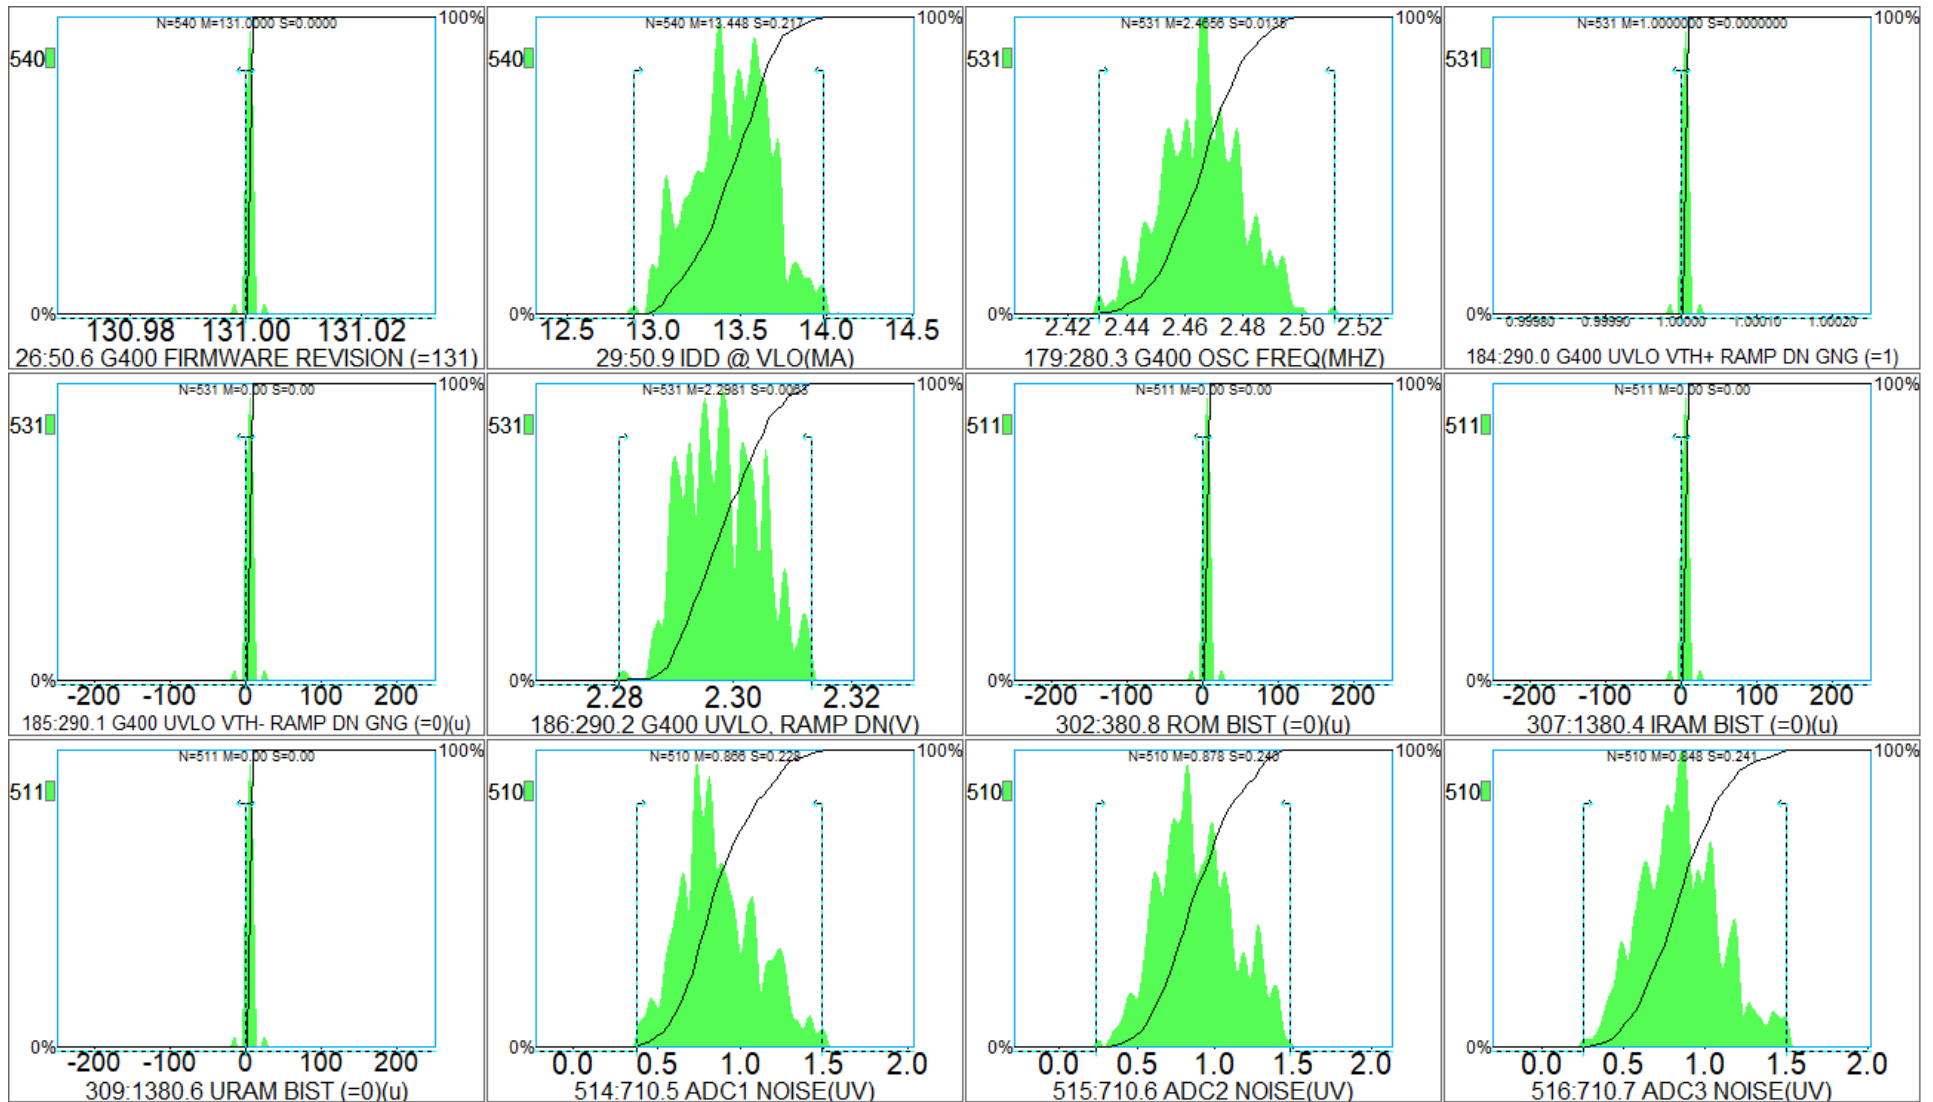 N=540 M=131.0000 S=0.0000
100%
540
0%
130.98 131.00 131.02
26:50.6 G400 FIRMWARE REVISION (=131)
N=540 M=13.448 S=0.217
100%
540
0%
12.5 13.0 13.5 14.0 14.5
29:50.9 IDD @ VLO(MA)
N=531 M=2.4656 S=0.0135
100%
531
0%
2.42 2.44 2.46 2.48 2.50 2.52
179:280.3 G400 OSC FREQ(MHZ)
N=531 M=1.0000000 S=0.0000000
100%
531
0%
0.99980 0.99990 1.00000 1.00010 1.00020
184:290.0 G400 UVLO VTH+ RAMP DN GNG (=1)
N=531 M=0.00 S=0.00
100%
531
0%
-200 -100 0 100 200
185:290.1 G400 UVLO VTH- RAMP DN GNG (=0)(u)
N=531 M=2.2981 S=0.0063
100%
531
0%
2.28 2.30 2.32
186:290.2 G400 UVLO, RAMP DN(V)
N=511 M=0.00 S=0.00
100%
511
0%
-200 -100 0 100 200
302:380.8 ROM BIST (=0)(u)
N=511 M=0.00 S=0.00
100%
511
0%
-200 -100 0 100 200
307:1380.4 IRAM BIST (=0)(u)
N=511 M=0.00 S=0.00
100%
511
0%
-200 -100 0 100 200
309:1380.6 URAM BIST (=0)(u)
N=510 M=0.866 S=0.228
100%
510
0%
0.0 0.5 1.0 1.5 2.0
514:710.5 ADC1 NOISE(UV)
N=510 M=0.878 S=0.240
100%
510
0%
0.0 0.5 1.0 1.5 2.0
515:710.6 ADC2 NOISE(UV)
N=510 M=0.848 S=0.241
100%
510
0%
0.0 0.5 1.0 1.5 2.0
516:710.7 ADC3 NOISE(UV)